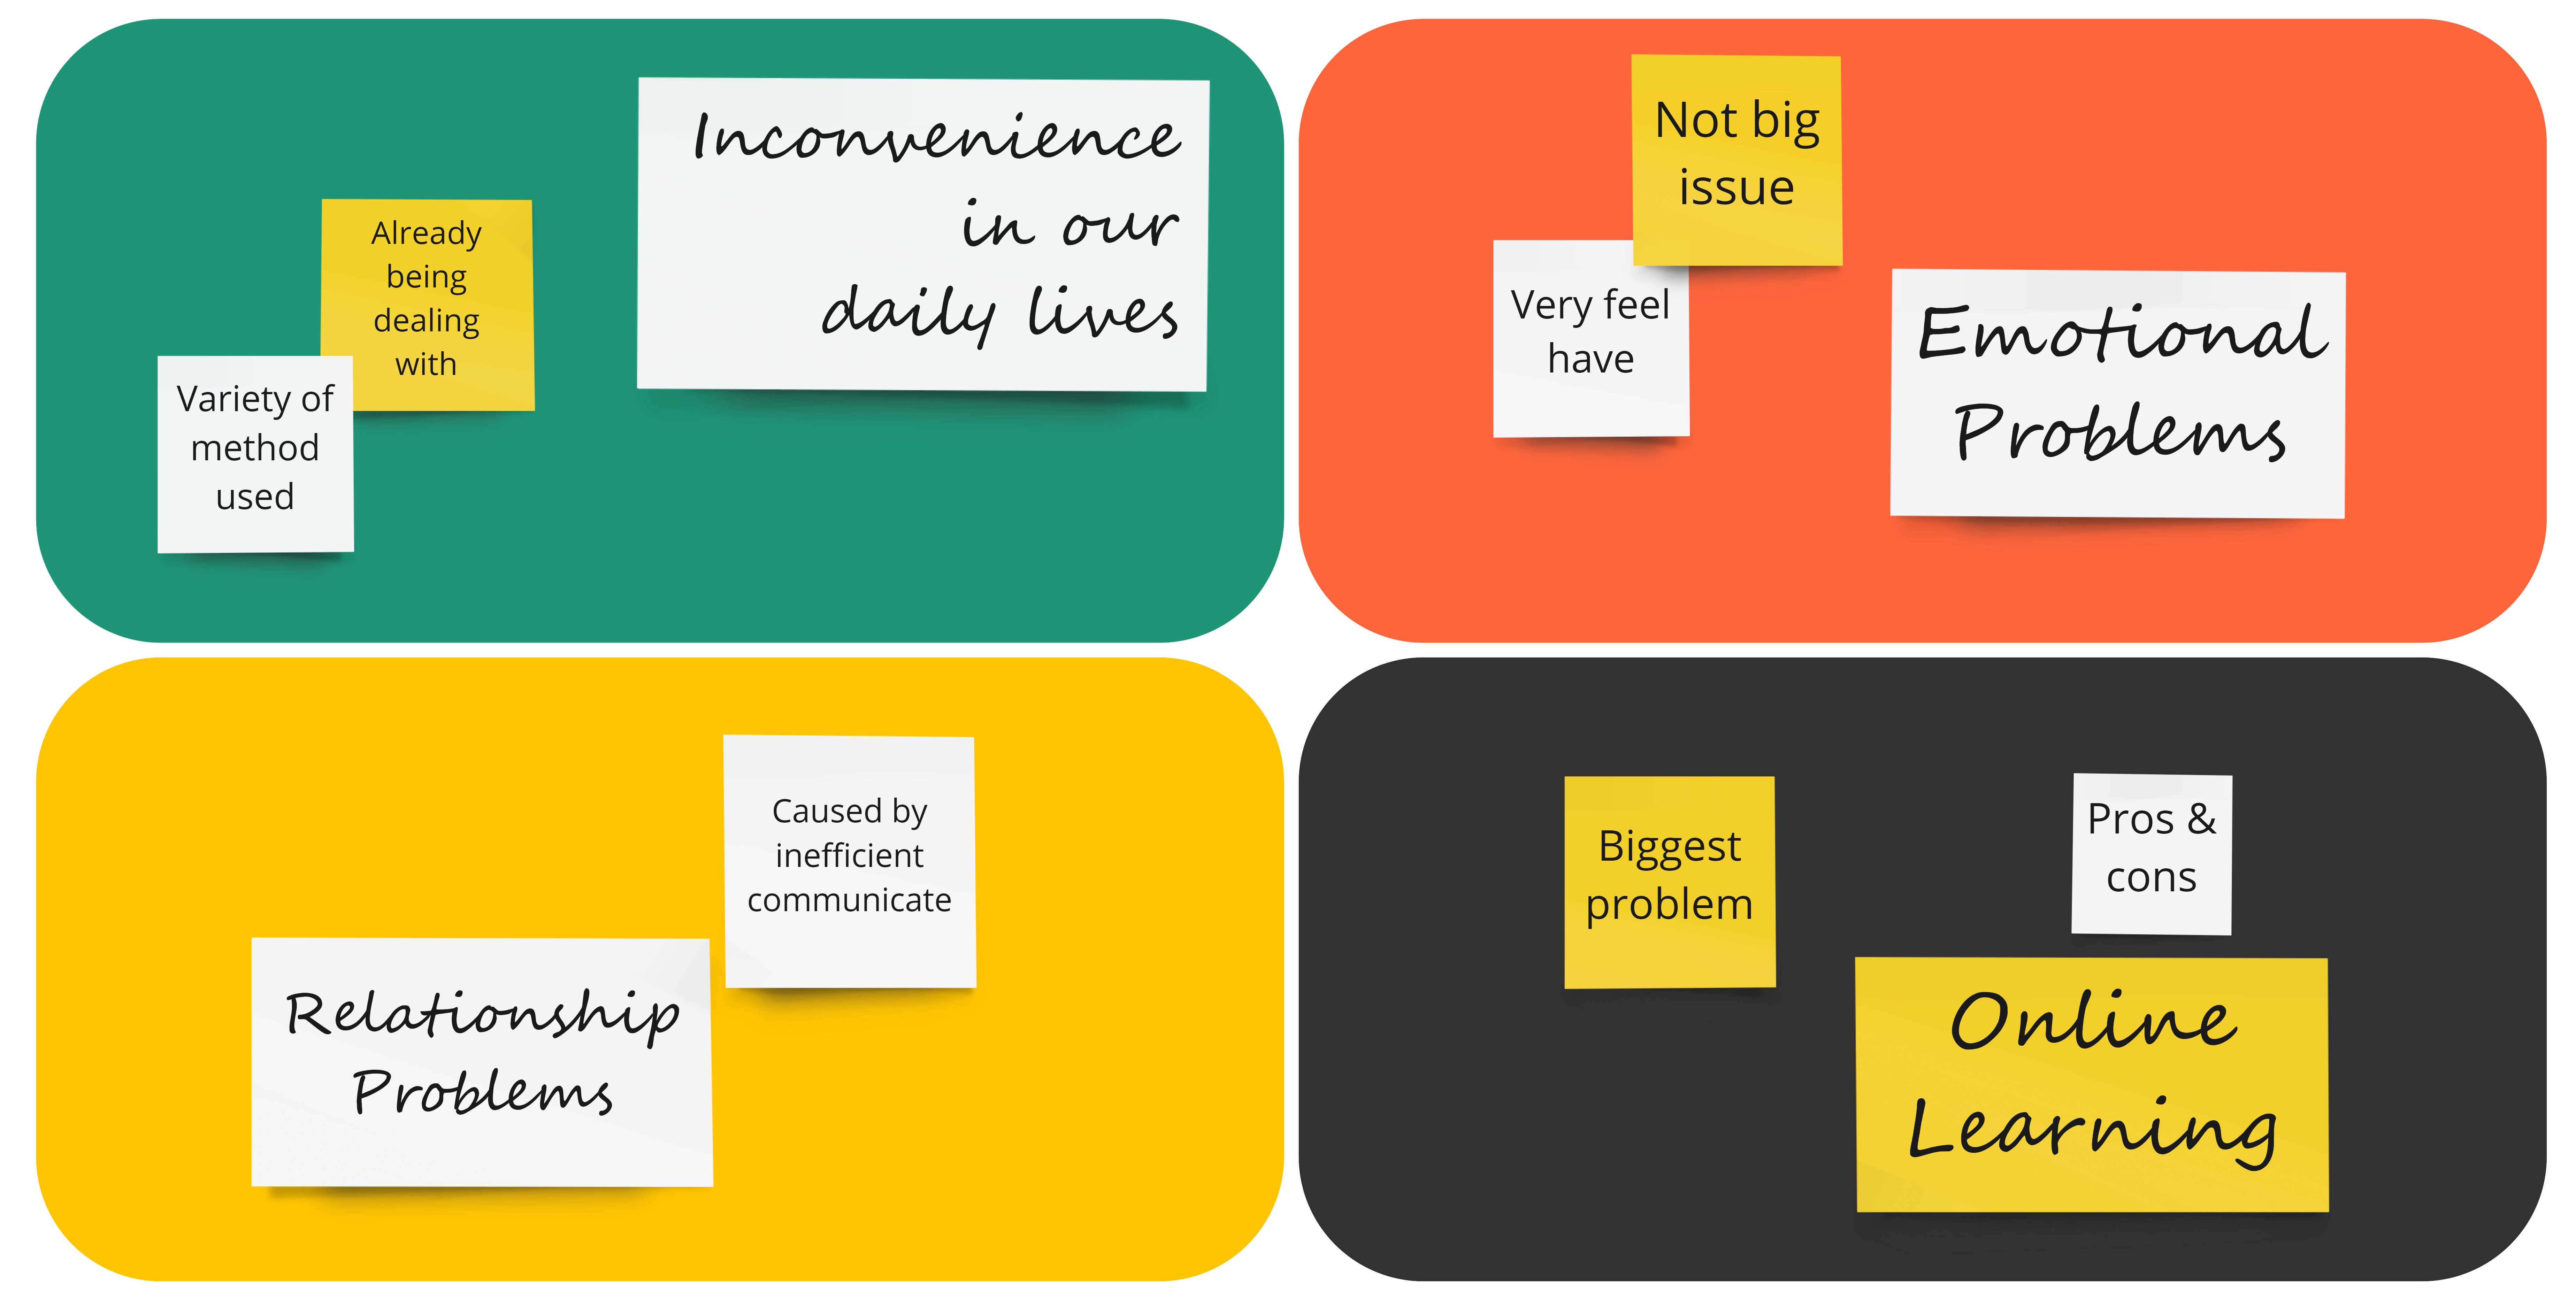 Inconvenience
in our
daily lives
Already
being
dealing
with
Variety of
method
used
Not big
issue
Very feel
have
Emotional
Problems
Caused by
inefficient
communicate
Relationship
Problems
Biggest
problem
Pros &
cons
Online
Learning